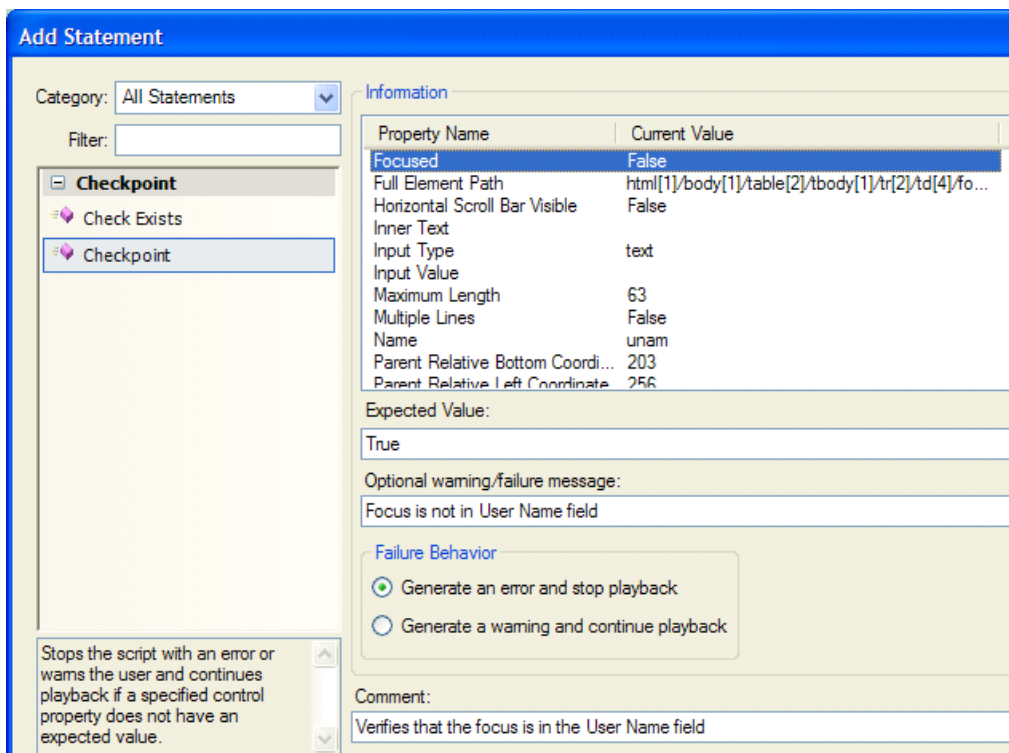 Add Statement
Category: All Statements
Filter:
Checkpoint
Check Exists
Checkpoint
Stops the script with an error or
warns the user and continues
playback if a specified control
property does not have an
expected value.
Information
Property Name Current Value
Focused False
Full Element Path html[1]/body[1]/table[2]/tbody[1]/tr[2]/td[4]/fo...
Horizontal Scroll Bar Visible False
Inner Text
Input Type text
Input Value
Maximum Length 63
Multiple Lines False
Name unam
Parent Relative Bottom Coordi... 203
Parent Relative Left Coordinate 256
Expected Value:
True
Optional warning/failure message:
Focus is not in User Name field
Failure Behavior
Generate an error and stop playback
Generate a warning and continue playback
Comment:
Verifies that the focus is in the User Name field